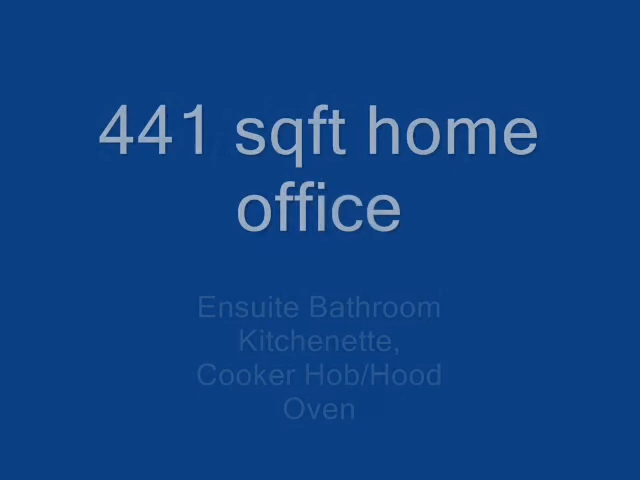 441 sqft home
office
Ensuite Bathroom
Kitchenette,
Cooker Hob/Hood
Oven